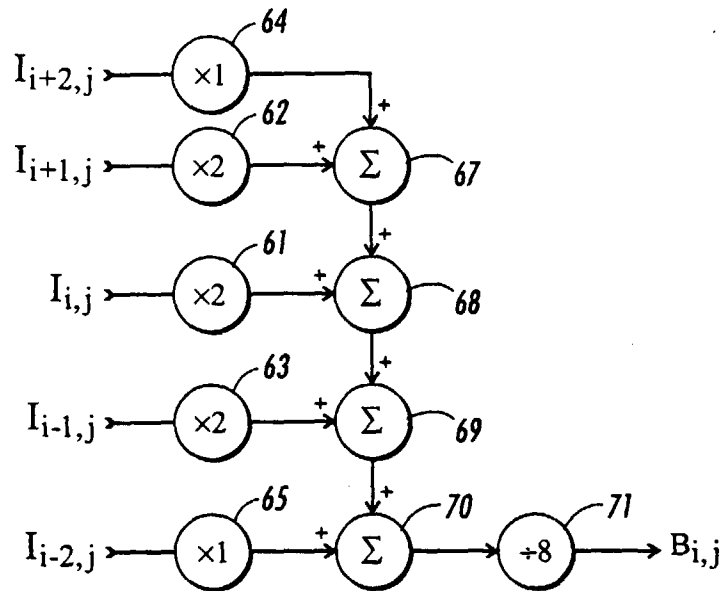 64
I_{i+2,j} ×1
+
62
I_{i+1,j} ×2 + Σ 67
+
61
I_{i,j} ×2 + Σ 68
+
63
I_{i-1,j} ×2 + Σ 69
+
65 70 71
I_{i-2,j} ×1 + Σ ÷8 B_{i,j}